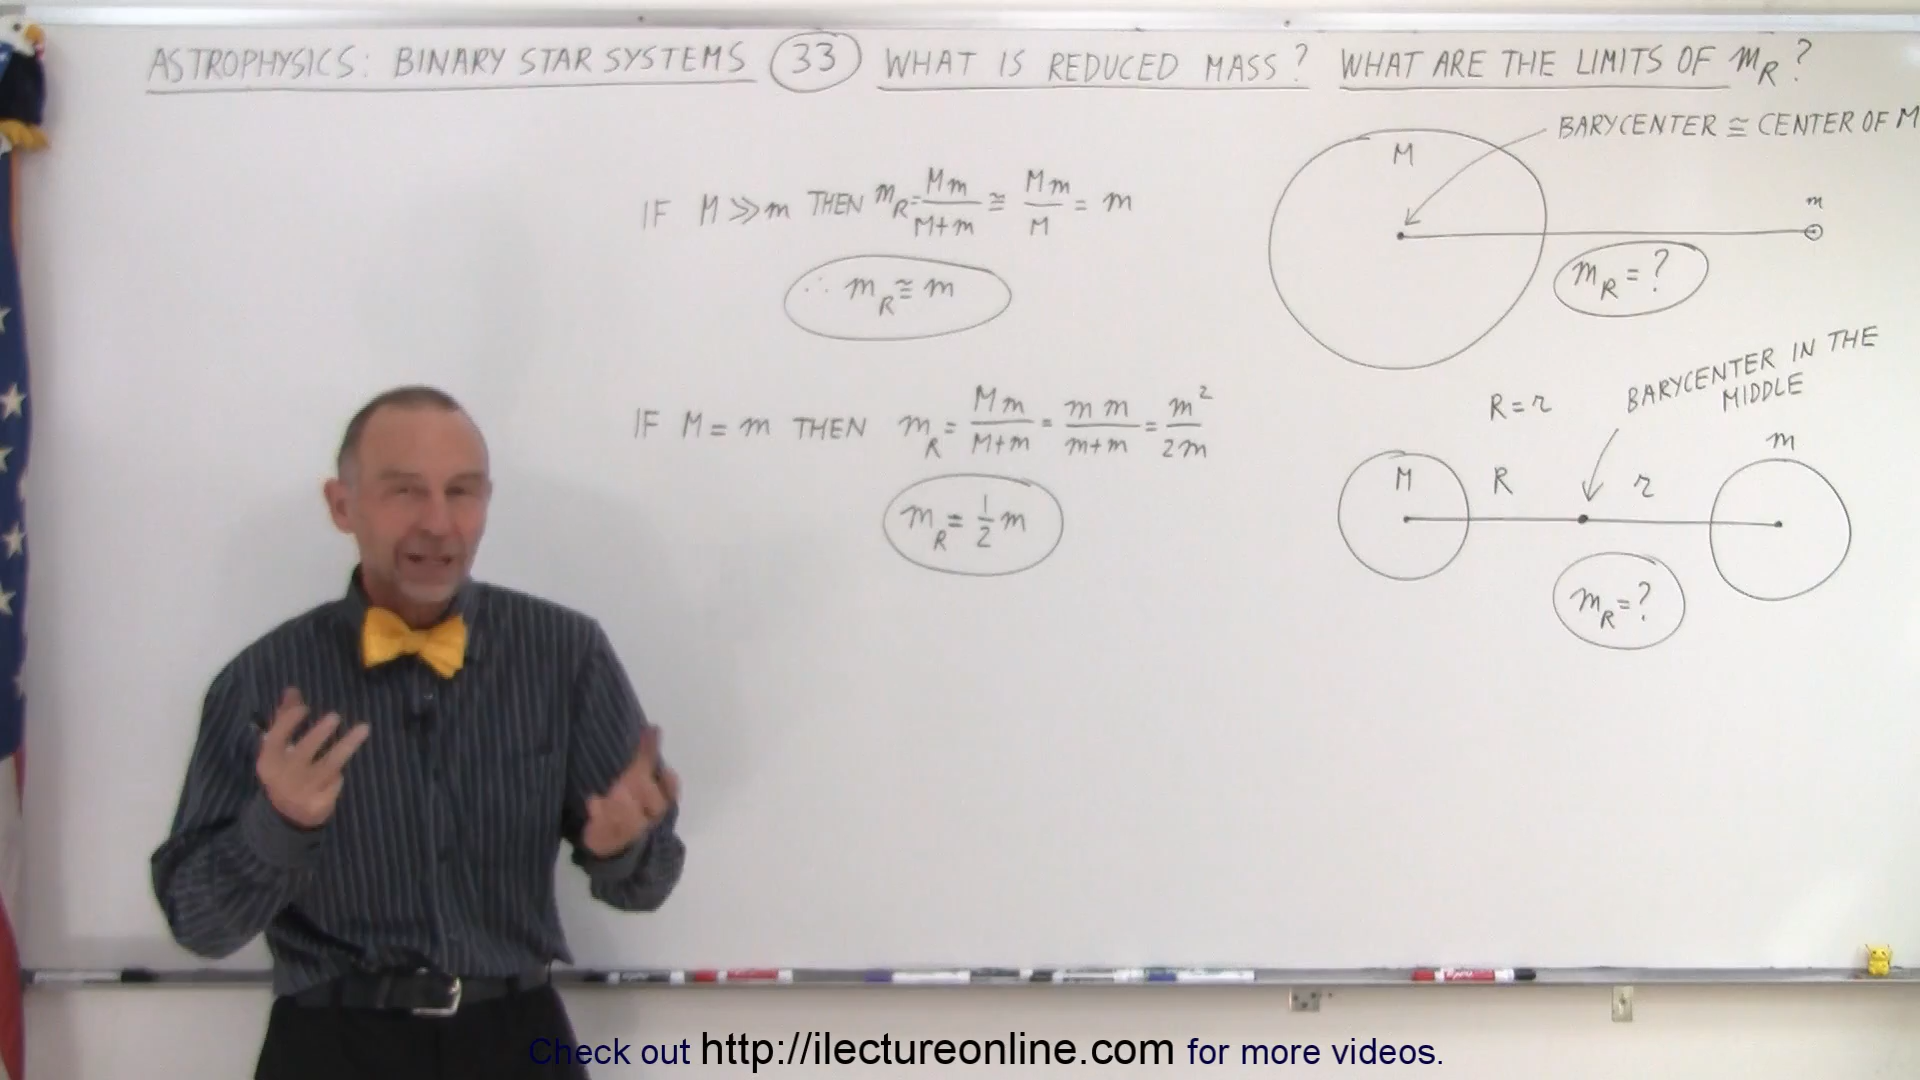 ASTROPHYSICS: BINARY STAR SYSTEMS 33 WHAT IS REDUCED MASS? WHAT ARE THE LIMITS OF m_R?
BARYCENTER ≅ CENTER OF M
M
m
IF M >> m THEN m_R = Mm/(M+m) ≅ Mm/M = m
∴ m_R ≅ m
m_R = ?
BARYCENTER IN THE
MIDDLE
R = r
IF M = m THEN m_R = Mm/(M+m) = mm/(m+m) = m²/2m
m_R = 1/2 m
M R r m
m_R = ?
Check out http://ilectureonline.com for more videos.